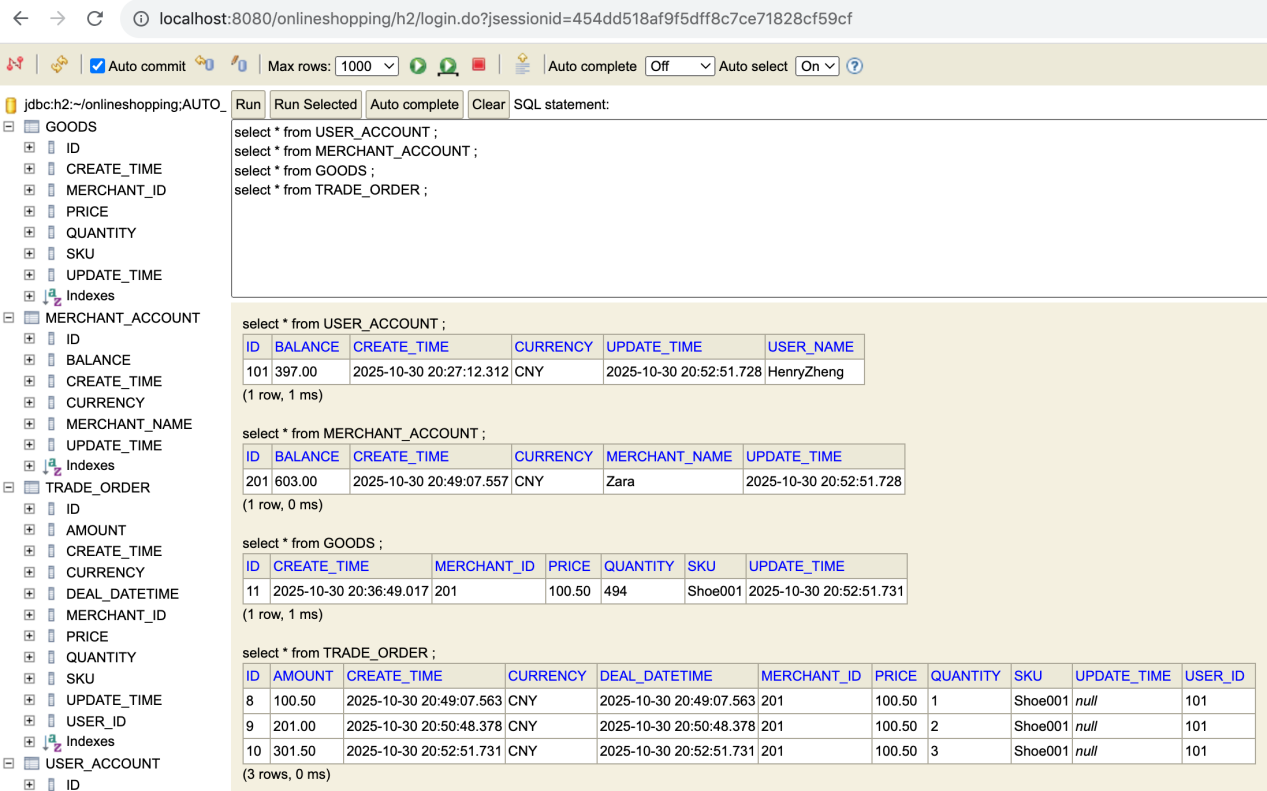 localhost:8080/onlineshopping/h2/login.do?jsessionid=454dd518af9f5dff8c7ce71828cf59cf
Auto commit Max rows: 1000 Auto complete Off Auto select On
jdbc:h2:~/onlineshopping;AUTO_
GOODS
ID
CREATE_TIME
MERCHANT_ID
PRICE
QUANTITY
SKU
UPDATE_TIME
Indexes
MERCHANT_ACCOUNT
ID
BALANCE
CREATE_TIME
CURRENCY
MERCHANT_NAME
UPDATE_TIME
Indexes
TRADE_ORDER
ID
AMOUNT
CREATE_TIME
CURRENCY
DEAL_DATETIME
MERCHANT_ID
PRICE
QUANTITY
SKU
UPDATE_TIME
USER_ID
Indexes
USER_ACCOUNT
ID
Run Run Selected Auto complete Clear SQL statement:
select * from USER_ACCOUNT ;
select * from MERCHANT_ACCOUNT ;
select * from GOODS ;
select * from TRADE_ORDER ;
select * from USER_ACCOUNT ;
ID BALANCE CREATE_TIME CURRENCY UPDATE_TIME USER_NAME
101 397.00 2025-10-30 20:27:12.312 CNY 2025-10-30 20:52:51.728 HenryZheng
(1 row, 1 ms)
select * from MERCHANT_ACCOUNT ;
ID BALANCE CREATE_TIME CURRENCY MERCHANT_NAME UPDATE_TIME
201 603.00 2025-10-30 20:49:07.557 CNY Zara 2025-10-30 20:52:51.728
(1 row, 0 ms)
select * from GOODS ;
ID CREATE_TIME MERCHANT_ID PRICE QUANTITY SKU UPDATE_TIME
11 2025-10-30 20:36:49.017 201 100.50 494 Shoe001 2025-10-30 20:52:51.731
(1 row, 1 ms)
select * from TRADE_ORDER ;
ID AMOUNT CREATE_TIME CURRENCY DEAL_DATETIME MERCHANT_ID PRICE QUANTITY SKU UPDATE_TIME USER_ID
8 100.50 2025-10-30 20:49:07.563 CNY 2025-10-30 20:49:07.563 201 100.50 1 Shoe001 null 101
9 201.00 2025-10-30 20:50:48.378 CNY 2025-10-30 20:50:48.378 201 100.50 2 Shoe001 null 101
10 301.50 2025-10-30 20:52:51.731 CNY 2025-10-30 20:52:51.731 201 100.50 3 Shoe001 null 101
(3 rows, 0 ms)